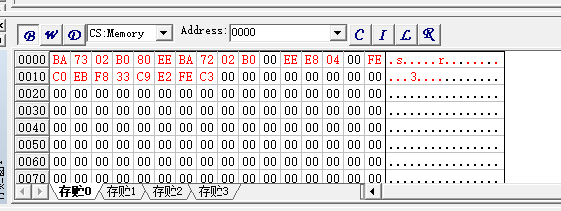 B W D CS:Memory Address: 0000 C I L R
0000 BA 73 02 B0 80 EE BA 72 02 B0 00 EE E8 04 00 FE .s.....r........
0010 C0 EB F8 33 C9 E2 FE C3 00 00 00 00 00 00 00 00 ...3............
0020 00 00 00 00 00 00 00 00 00 00 00 00 00 00 00 00 ................
0030 00 00 00 00 00 00 00 00 00 00 00 00 00 00 00 00 ................
0040 00 00 00 00 00 00 00 00 00 00 00 00 00 00 00 00 ................
0050 00 00 00 00 00 00 00 00 00 00 00 00 00 00 00 00 ................
0060 00 00 00 00 00 00 00 00 00 00 00 00 00 00 00 00 ................
0070 00 00 00 00 00 00 00 00 00 00 00 00 00 00 00 00 ................
存贮0 存贮1 存贮2 存贮3